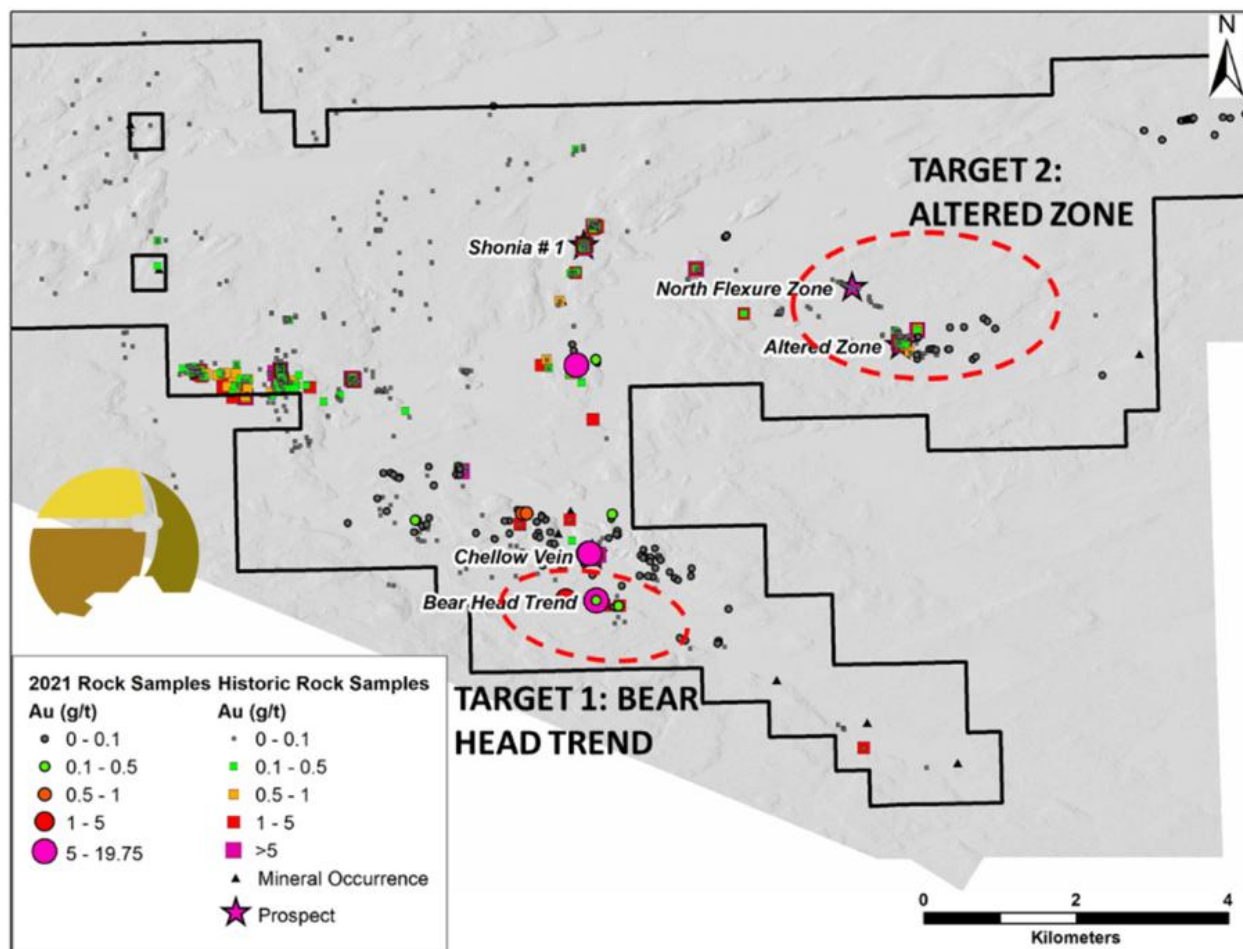 N
TARGET 2:
ALTERED ZONE
Shonia # 1
North Flexure Zone
Altered Zone
Chellow Vein
Bear Head Trend
TARGET 1: BEAR
HEAD TREND
2021 Rock Samples Historic Rock Samples
Au (g/t) Au (g/t)
0 - 0.1 0 - 0.1
0.1 - 0.5 0.1 - 0.5
0.5 - 1 0.5 - 1
1 - 5 1 - 5
5 - 19.75 >5
Mineral Occurrence
Prospect
0 2 4
Kilometers